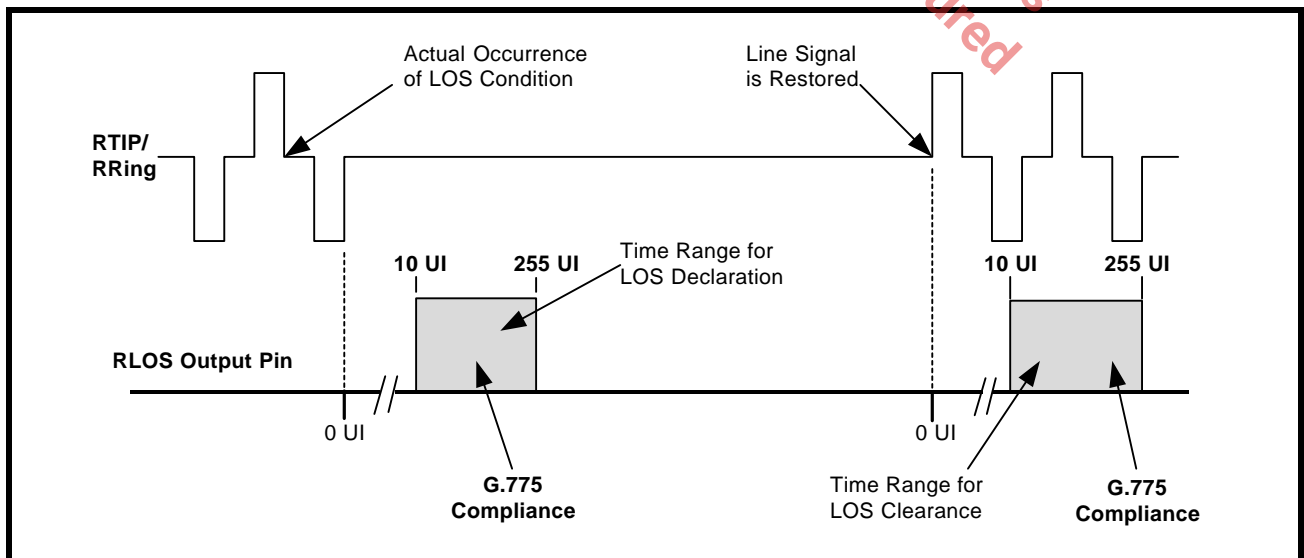 Actual Occurrence
of LOS Condition
Line Signal
is Restored
RTIP/
RRing
10 UI
255 UI
Time Range for
LOS Declaration
10 UI
255 UI
RLOS Output Pin
0 UI
0 UI
G.775
Compliance
Time Range for
LOS Clearance
G.775
Compliance